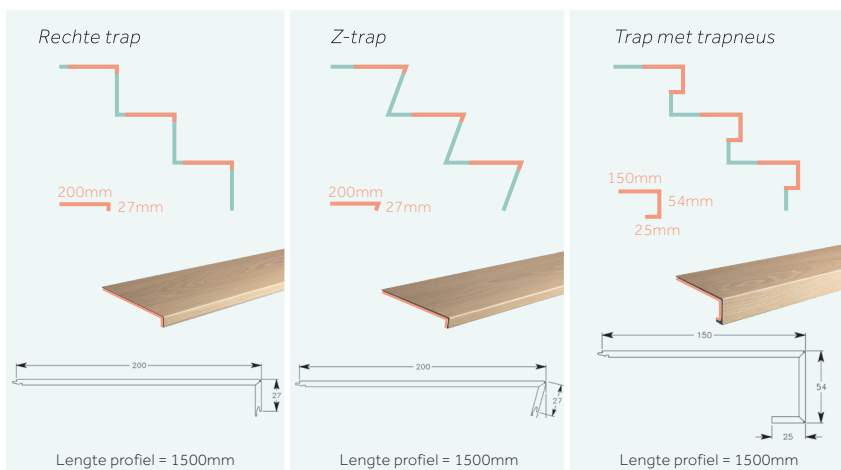 Rechte trap
200mm
27mm
200
27
Lengte profiel = 1500mm
Z-trap
200mm
27mm
200
27
Lengte profiel = 1500mm
Trap met trapneus
150mm
54mm
25mm
150
54
25
Lengte profiel = 1500mm